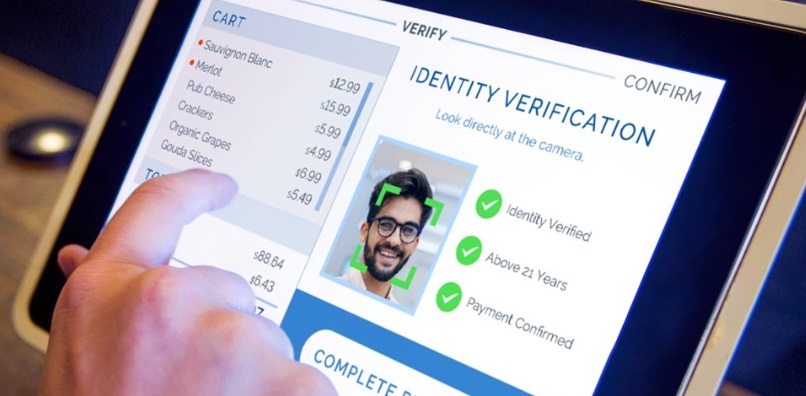 CART
VERIFY
CONFIRM
Sauvignon Blanc $12.99
Merlot $15.99
Pub Cheese $5.99
Crackers $4.99
Organic Grapes $6.99
Gouda Slices $5.49
$88.64
$6.43
IDENTITY VERIFICATION
Look directly at the camera.
Identity Verified
Above 21 Years
Payment Confirmed
COMPLETE